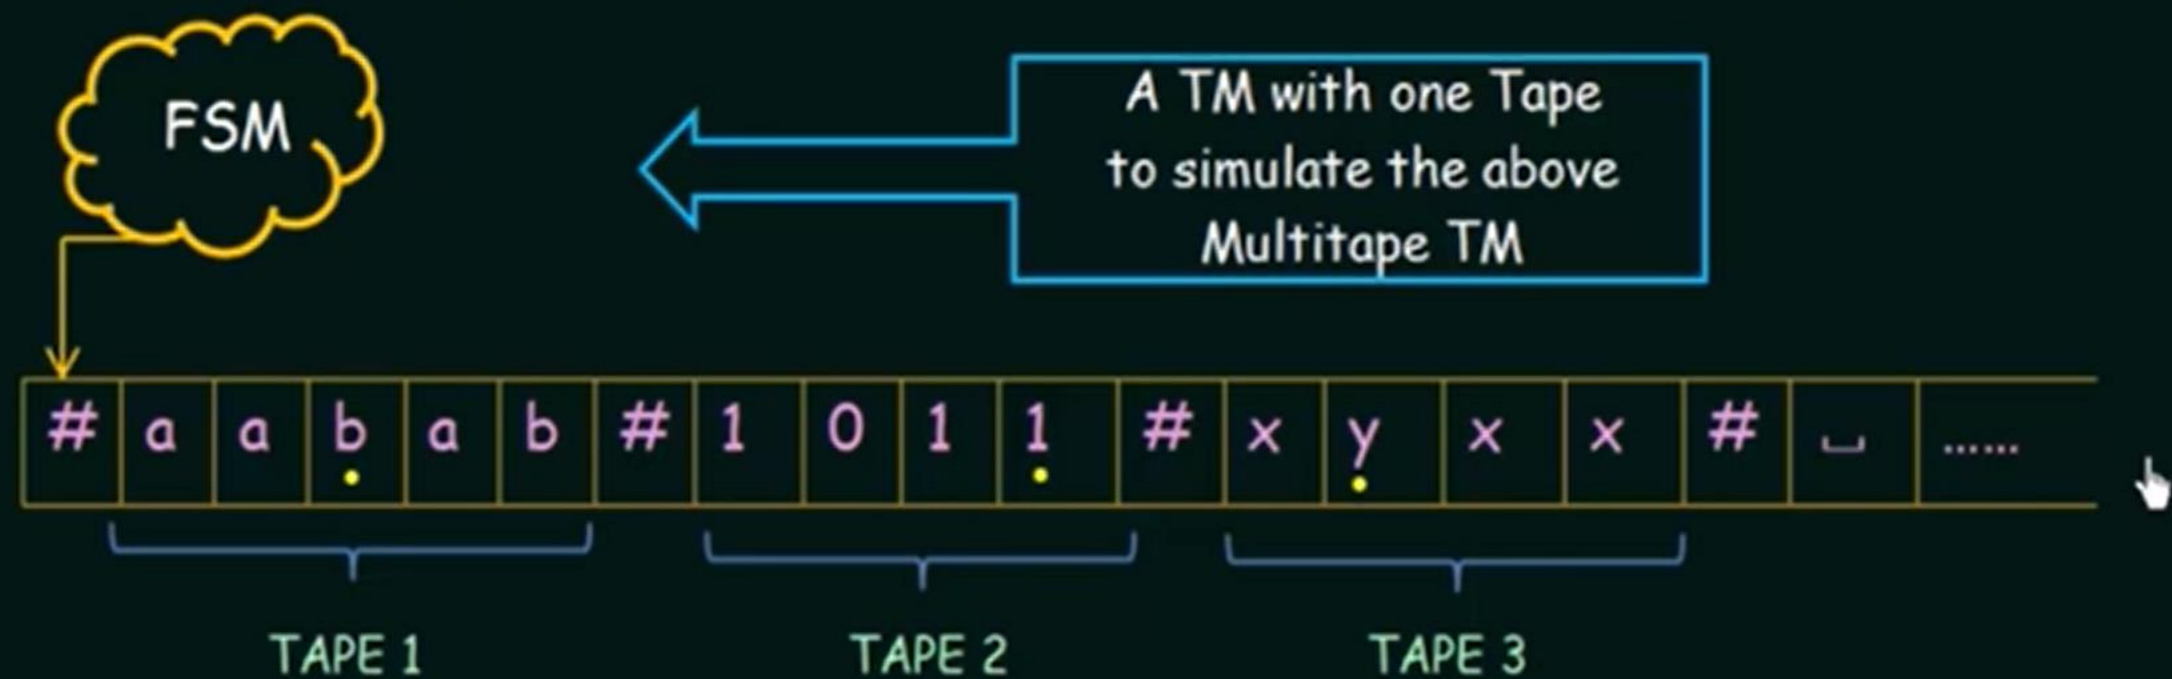 FSM
A TM with one Tape
to simulate the above
Multitape TM
# a a b a b # 1 0 1 1 # x y x x # ⎵ ......
TAPE 1 TAPE 2 TAPE 3